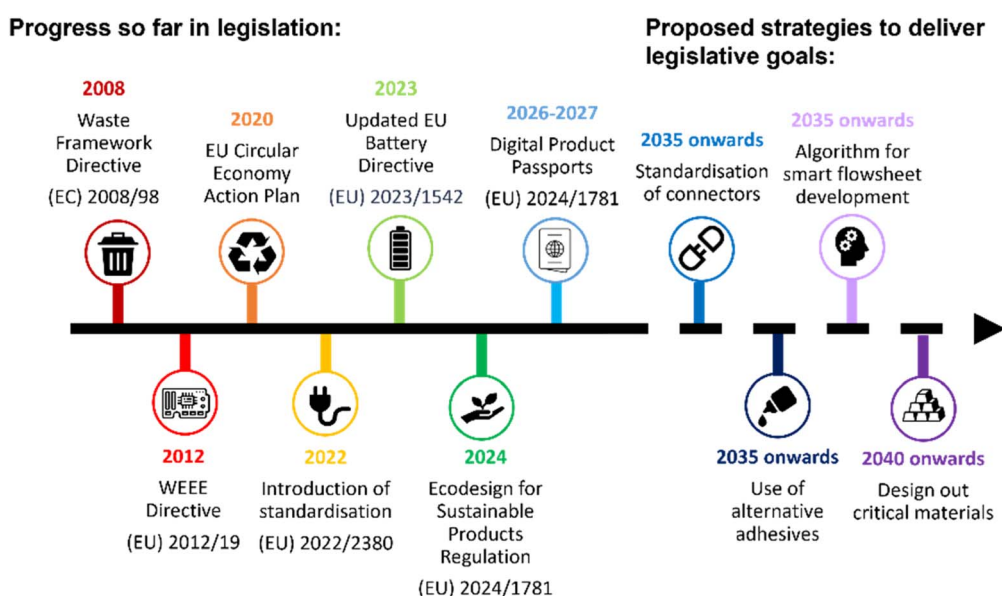 Progress so far in legislation:
Proposed strategies to deliver
legislative goals:
2008
Waste
Framework
Directive
(EC) 2008/98
2020
EU Circular
Economy
Action Plan
2023
Updated EU
Battery
Directive
(EU) 2023/1542
2026-2027
Digital Product
Passports
(EU) 2024/1781
2035 onwards
Standardisation
of connectors
2035 onwards
Algorithm for
smart flowsheet
development
2012
WEEE
Directive
(EU) 2012/19
2022
Introduction of
standardisation
(EU) 2022/2380
2024
Ecodesign for
Sustainable
Products
Regulation
(EU) 2024/1781
2035 onwards
Use of
alternative
adhesives
2040 onwards
Design out
critical materials